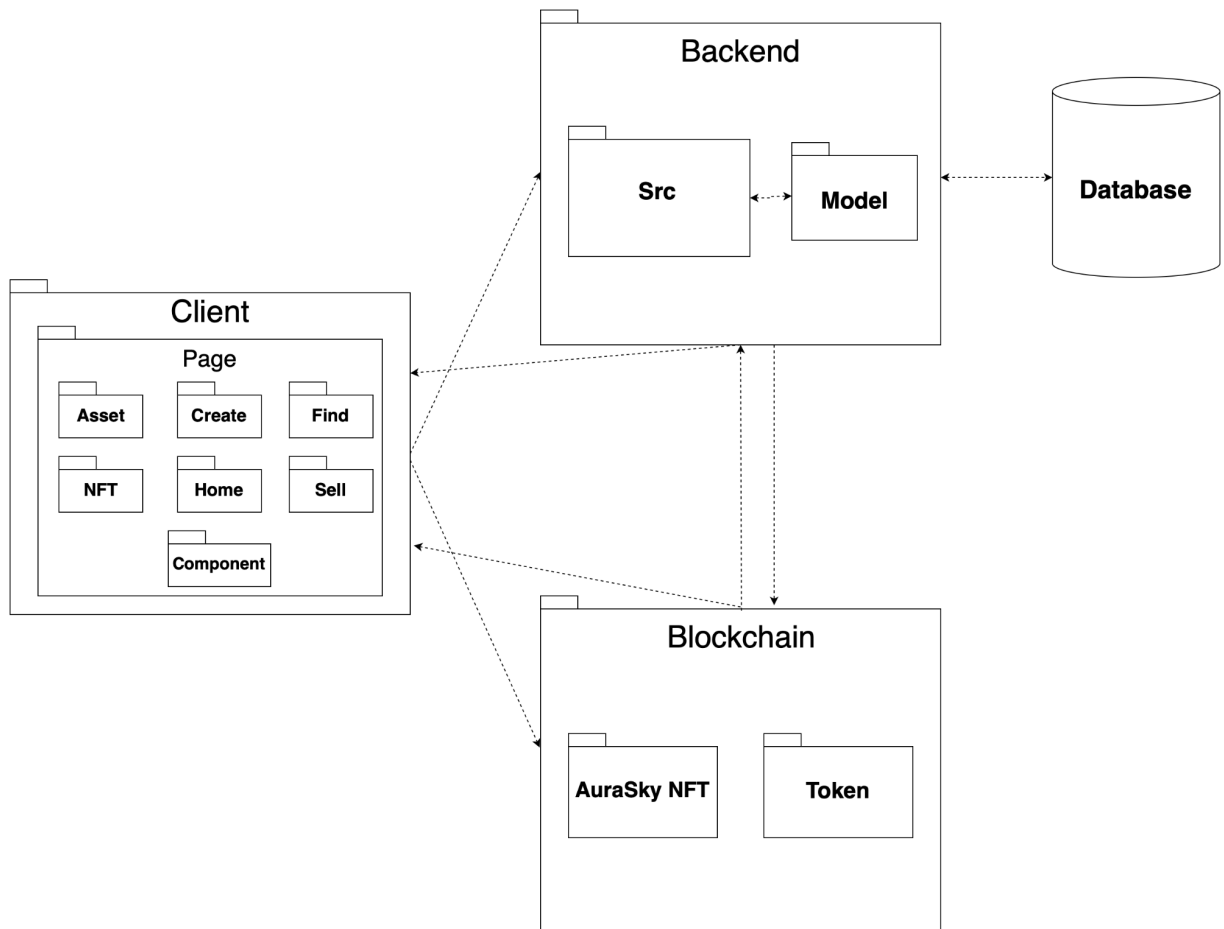 Backend
Src
Model
Database
Client
Page
Asset
Create
Find
NFT
Home
Sell
Component
Blockchain
AuraSky NFT
Token